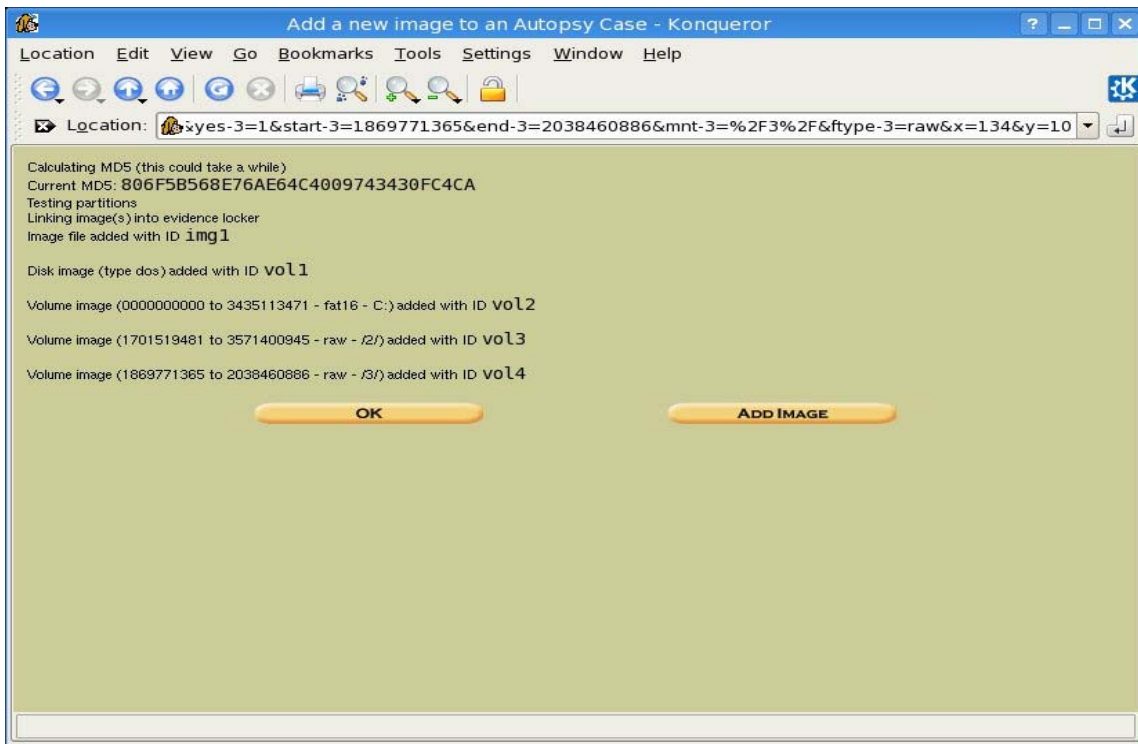 Add a new image to an Autopsy Case - Konqueror
Location Edit View Go Bookmarks Tools Settings Window Help
Location: xyes-3=1&start-3=1869771365&end-3=2038460886&mnt-3=%2F3%2F&ftype-3=raw&x=134&y=10
Calculating MD5 (this could take a while)
Current MD5: 806F5B568E76AE64C4009743430FC4CA
Testing partitions
Linking image(s) into evidence locker
Image file added with ID img1
Disk image (type dos) added with ID vol1
Volume image (0000000000 to 3435113471 - fat16 - C:) added with ID vol2
Volume image (1701519481 to 3571400945 - raw - /2/) added with ID vol3
Volume image (1869771365 to 2038460886 - raw - /3/) added with ID vol4
OK ADD IMAGE